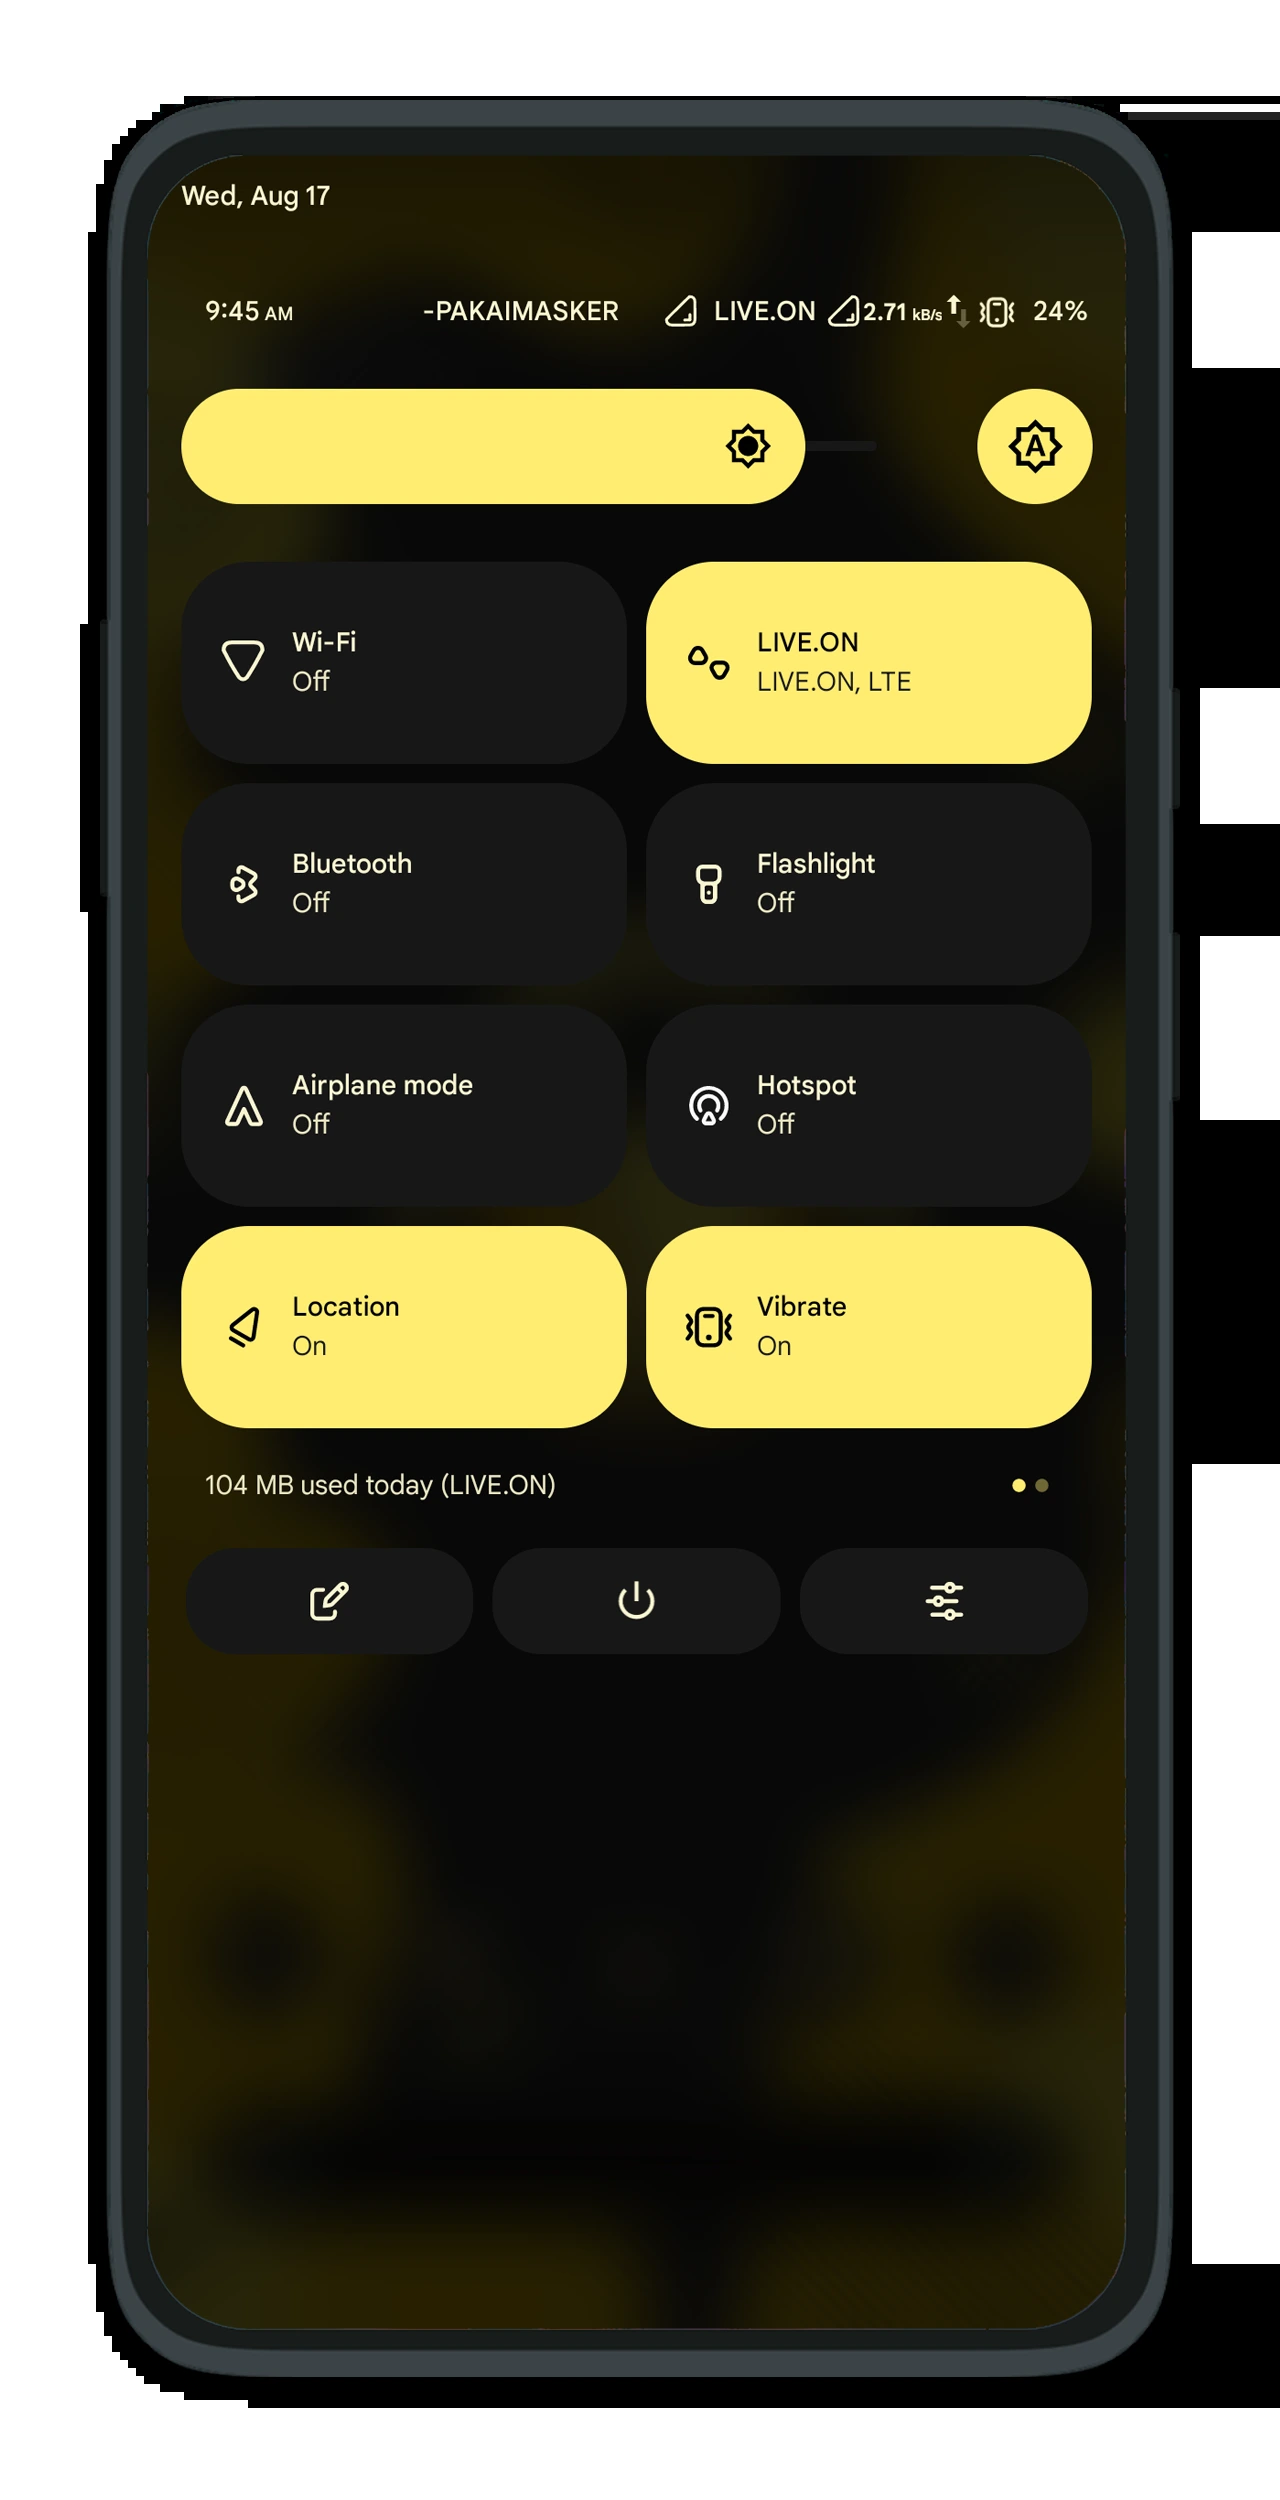 Wed, Aug 17
9:45 AM -PAKAIMASKER LIVE.ON 2.71 kB/s 24%
A
Wi-Fi
Off
LIVE.ON
LIVE.ON, LTE
Bluetooth
Off
Flashlight
Off
Airplane mode
Off
Hotspot
Off
Location
On
Vibrate
On
104 MB used today (LIVE.ON)